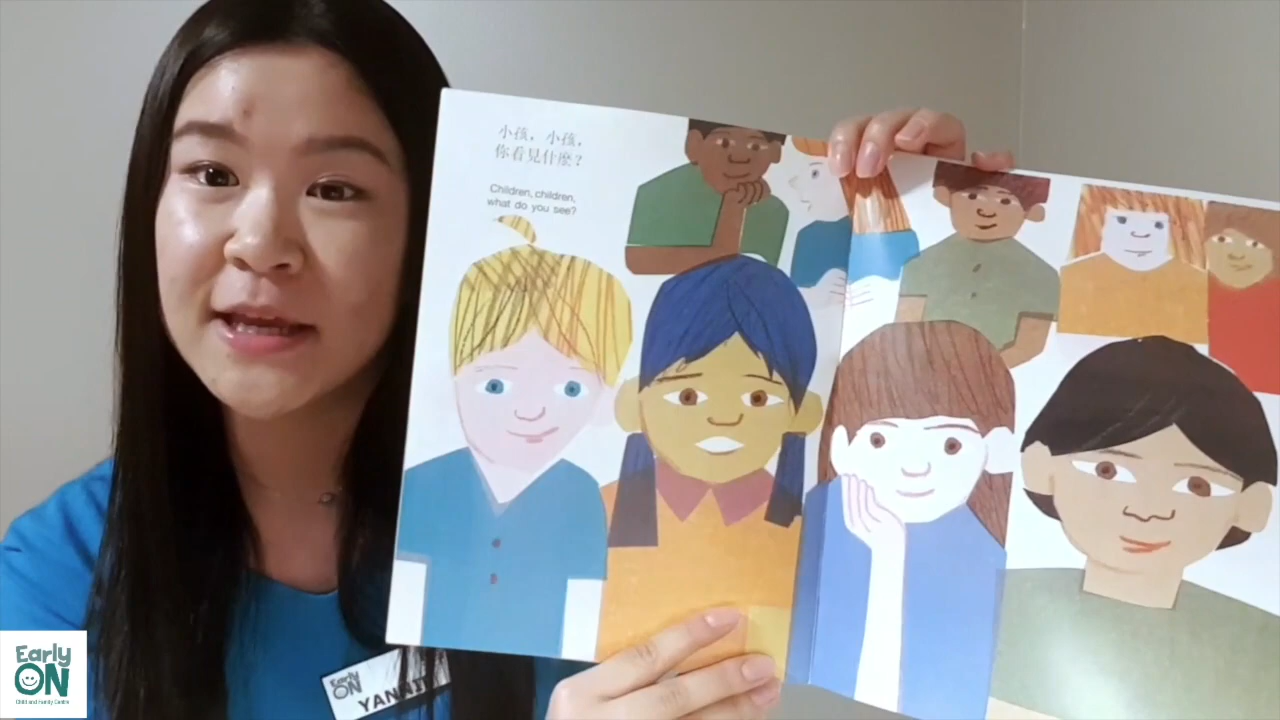 小孩，小孩，
你看見什麼？
Children, children,
what do you see?
Early
ON
Early
ON
Child and Family Centre